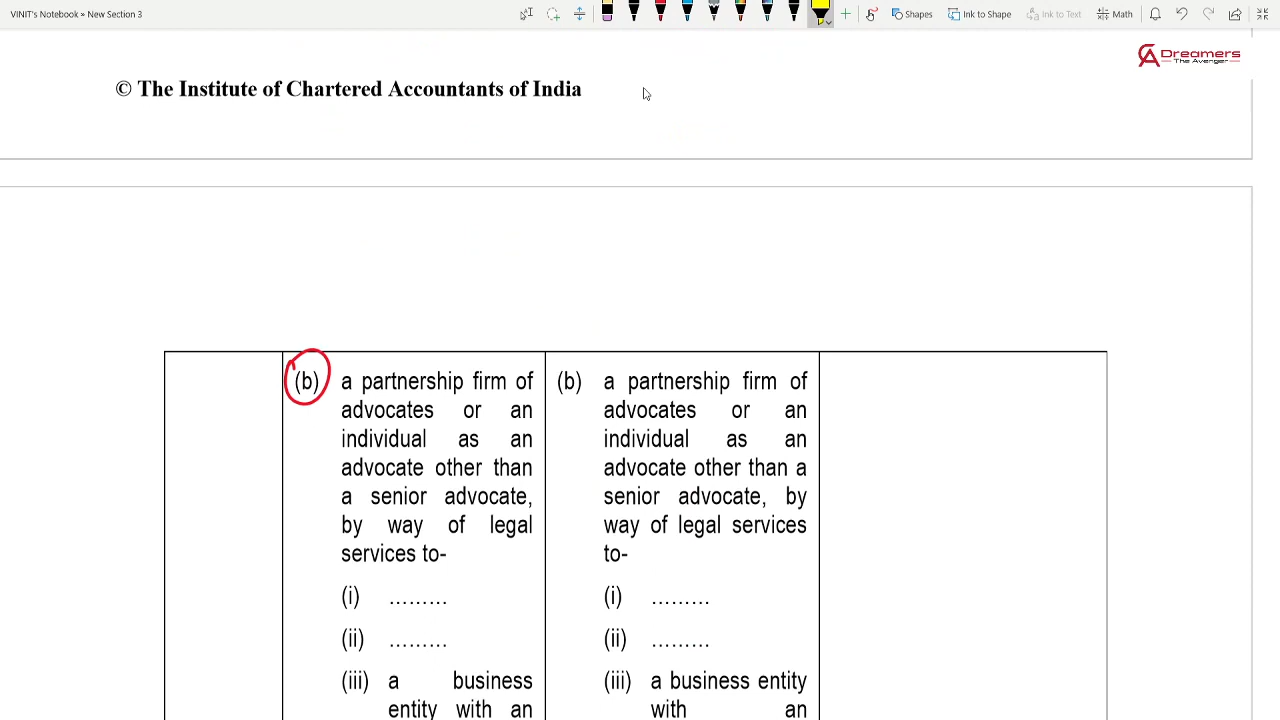 VINIT's Notebook » New Section 3
Shapes
Ink to Shape
Ink to Text
Math
CA Dreamers
The Avenger
© The Institute of Chartered Accountants of India
(b) a partnership firm of
advocates or an
individual as an
advocate other than
a senior advocate,
by way of legal
services to-
(i) .........
(ii) .........
(iii) a business
entity with an
(b) a partnership firm of
advocates or an
individual as an
advocate other than a
senior advocate, by
way of legal services
to-
(i) .........
(ii) .........
(iii) a business entity
with an